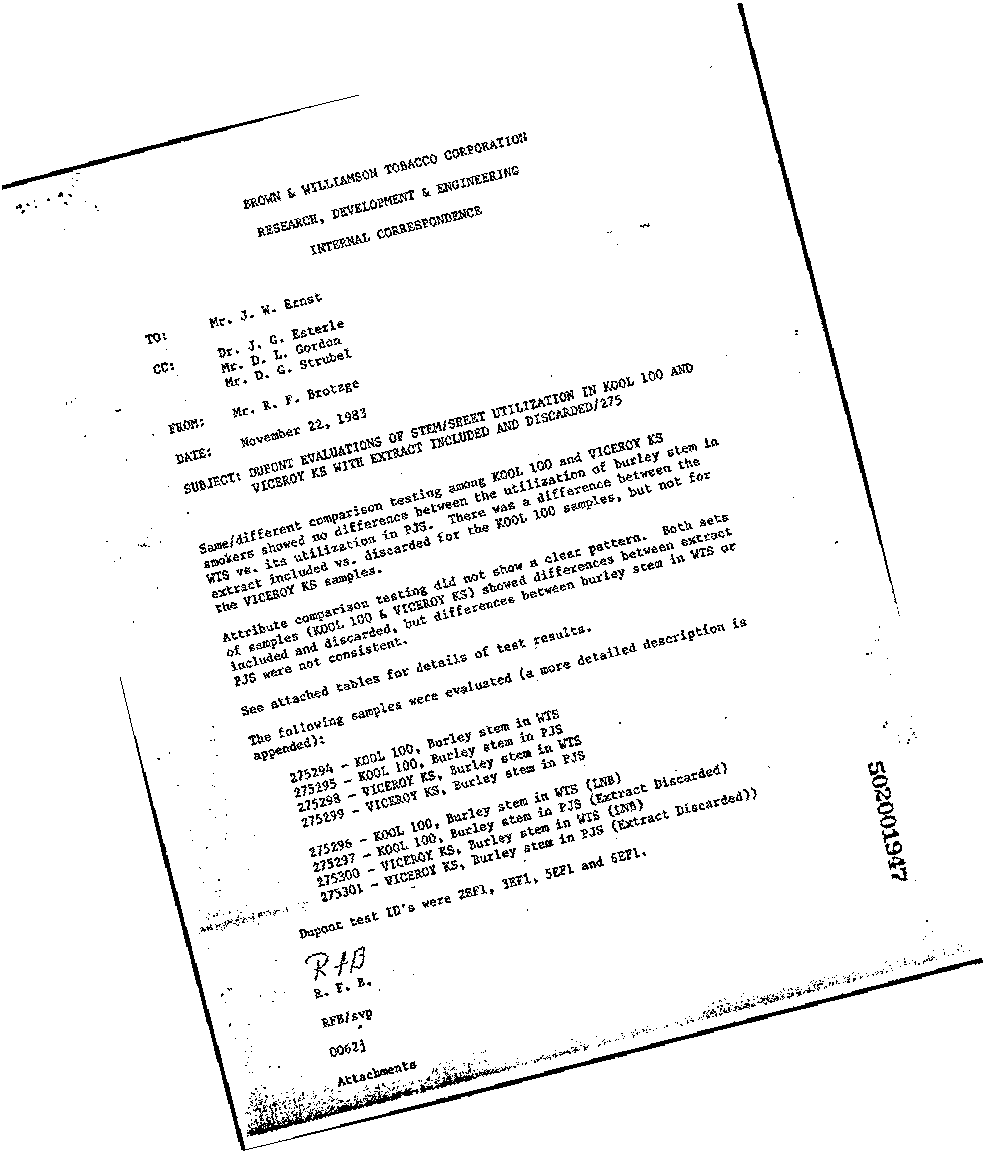 BROWN & WILLIAMSON TOBACCO CORPORATION
RESEARCH, DEVELOPMENT & ENGINEERING
INTERNAL CORRESPONDENCE
TO: Mr. J. W. Ernst
CC: Dr. J. G. Esterle
Mr. D. L. Gordon
Mr. D. G. Strubel
FROM: Mr. R. F. Brotzge
DATE: November 22, 1983
SUBJECT: DUPONT EVALUATIONS OF STEM/SHEET UTILIZATION IN KOOL 100 AND
VICEROY KS WITH EXTRACT INCLUDED AND DISCARDED/275
Same/different comparison testing among KOOL 100 and VICEROY KS
smokers showed no difference between the utilization of burley stem in
WTS vs. its utilization in PJS. There was a difference between the
extract included vs. discarded for the KOOL 100 samples, but not for
the VICEROY KS samples.
Attribute comparison testing did not show a clear pattern. Both sets
of samples (KOOL 100 & VICEROY KS) showed differences between extract
included and discarded, but differences between burley stem in WTS or
PJS were not consistent.
See attached tables for details of test results.
The following samples were evaluated (a more detailed description is
appended):
275294 - KOOL 100, Burley stem in WTS
275295 - KOOL 100, Burley stem in PJS
275298 - VICEROY KS, Burley stem in WTS
275299 - VICEROY KS, Burley stem in PJS
275296 - KOOL 100, Burley stem in WTS (LNB)
275297 - KOOL 100, Burley stem in PJS (Extract Discarded)
275300 - VICEROY KS, Burley stem in WTS (LNB)
275301 - VICEROY KS, Burley stem in PJS (Extract Discarded))
Dupont test ID's were 2EF1, 3EF1, 5EF1 and 6EF1.
RFB
R. F. B.
RFB/svp
0062j
Attachments
502001947